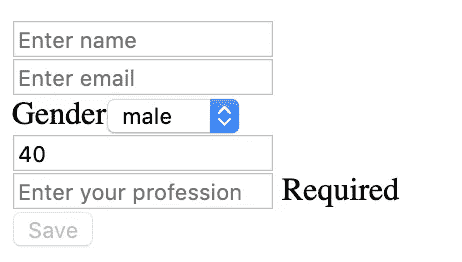 Enter name
Enter email
Gender male
40
Enter your profession Required
Save